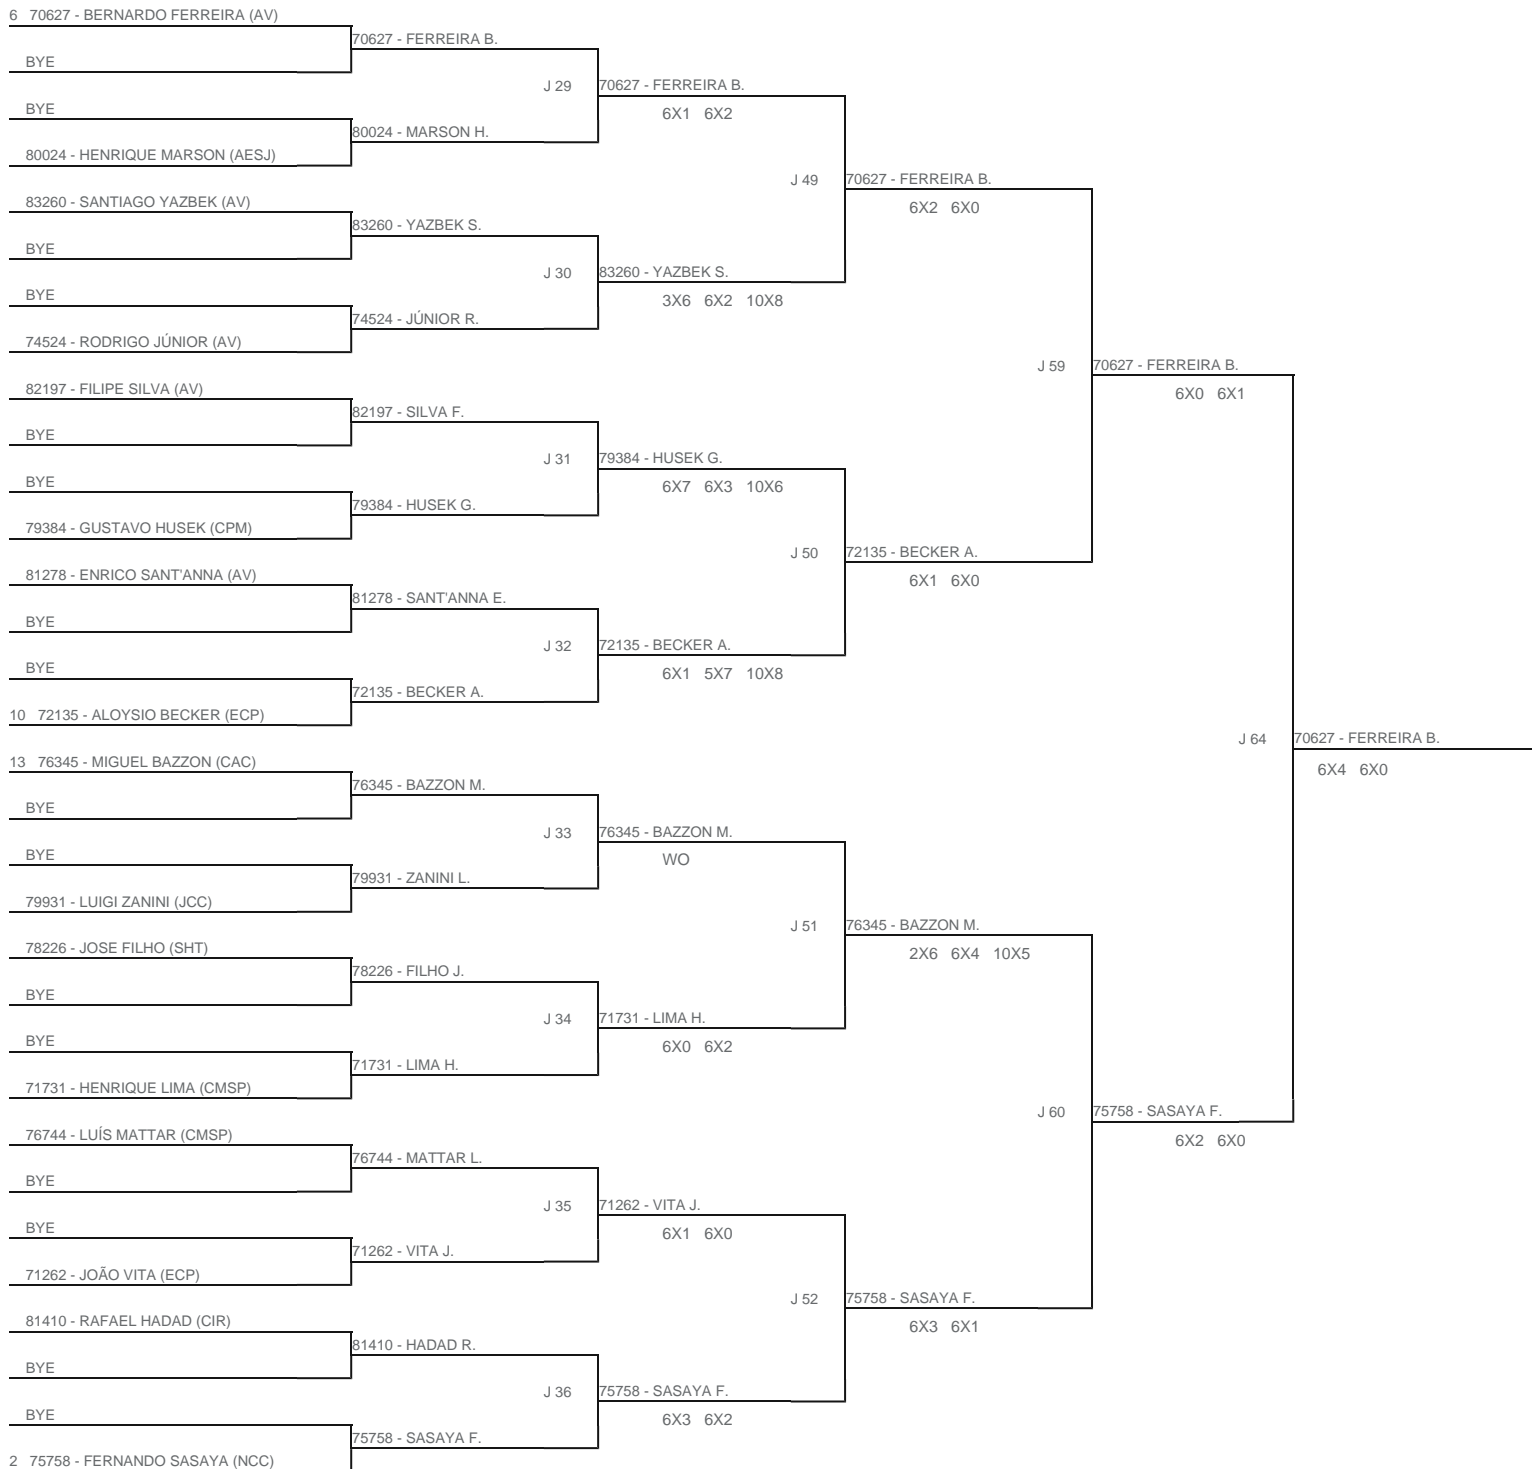 6 70627 - BERNARDO FERREIRA (AV)
70627 - FERREIRA B.
BYE
J 29 70627 - FERREIRA B.
BYE
6X1 6X2
80024 - MARSON H.
80024 - HENRIQUE MARSON (AESJ)
J 49 70627 - FERREIRA B.
83260 - SANTIAGO YAZBEK (AV)
6X2 6X0
83260 - YAZBEK S.
BYE
J 30 83260 - YAZBEK S.
BYE
3X6 6X2 10X8
74524 - JÚNIOR R.
74524 - RODRIGO JÚNIOR (AV)
J 59 70627 - FERREIRA B.
82197 - FILIPE SILVA (AV)
6X0 6X1
82197 - SILVA F.
BYE
J 31 79384 - HUSEK G.
BYE
6X7 6X3 10X6
79384 - HUSEK G.
79384 - GUSTAVO HUSEK (CPM)
J 50 72135 - BECKER A.
81278 - ENRICO SANT'ANNA (AV)
6X1 6X0
81278 - SANT'ANNA E.
BYE
J 32 72135 - BECKER A.
BYE
6X1 5X7 10X8
72135 - BECKER A.
10 72135 - ALOYSIO BECKER (ECP)
J 64 70627 - FERREIRA B.
13 76345 - MIGUEL BAZZON (CAC)
6X4 6X0
76345 - BAZZON M.
BYE
J 33 76345 - BAZZON M.
BYE
WO
79931 - ZANINI L.
79931 - LUIGI ZANINI (JCC)
J 51 76345 - BAZZON M.
78226 - JOSE FILHO (SHT)
2X6 6X4 10X5
78226 - FILHO J.
BYE
J 34 71731 - LIMA H.
BYE
6X0 6X2
71731 - LIMA H.
71731 - HENRIQUE LIMA (CMSP)
J 60 75758 - SASAYA F.
76744 - LUÍS MATTAR (CMSP)
6X2 6X0
76744 - MATTAR L.
BYE
J 35 71262 - VITA J.
BYE
6X1 6X0
71262 - VITA J.
71262 - JOÃO VITA (ECP)
J 52 75758 - SASAYA F.
81410 - RAFAEL HADAD (CIR)
6X3 6X1
81410 - HADAD R.
BYE
J 36 75758 - SASAYA F.
BYE
6X3 6X2
75758 - SASAYA F.
2 75758 - FERNANDO SASAYA (NCC)